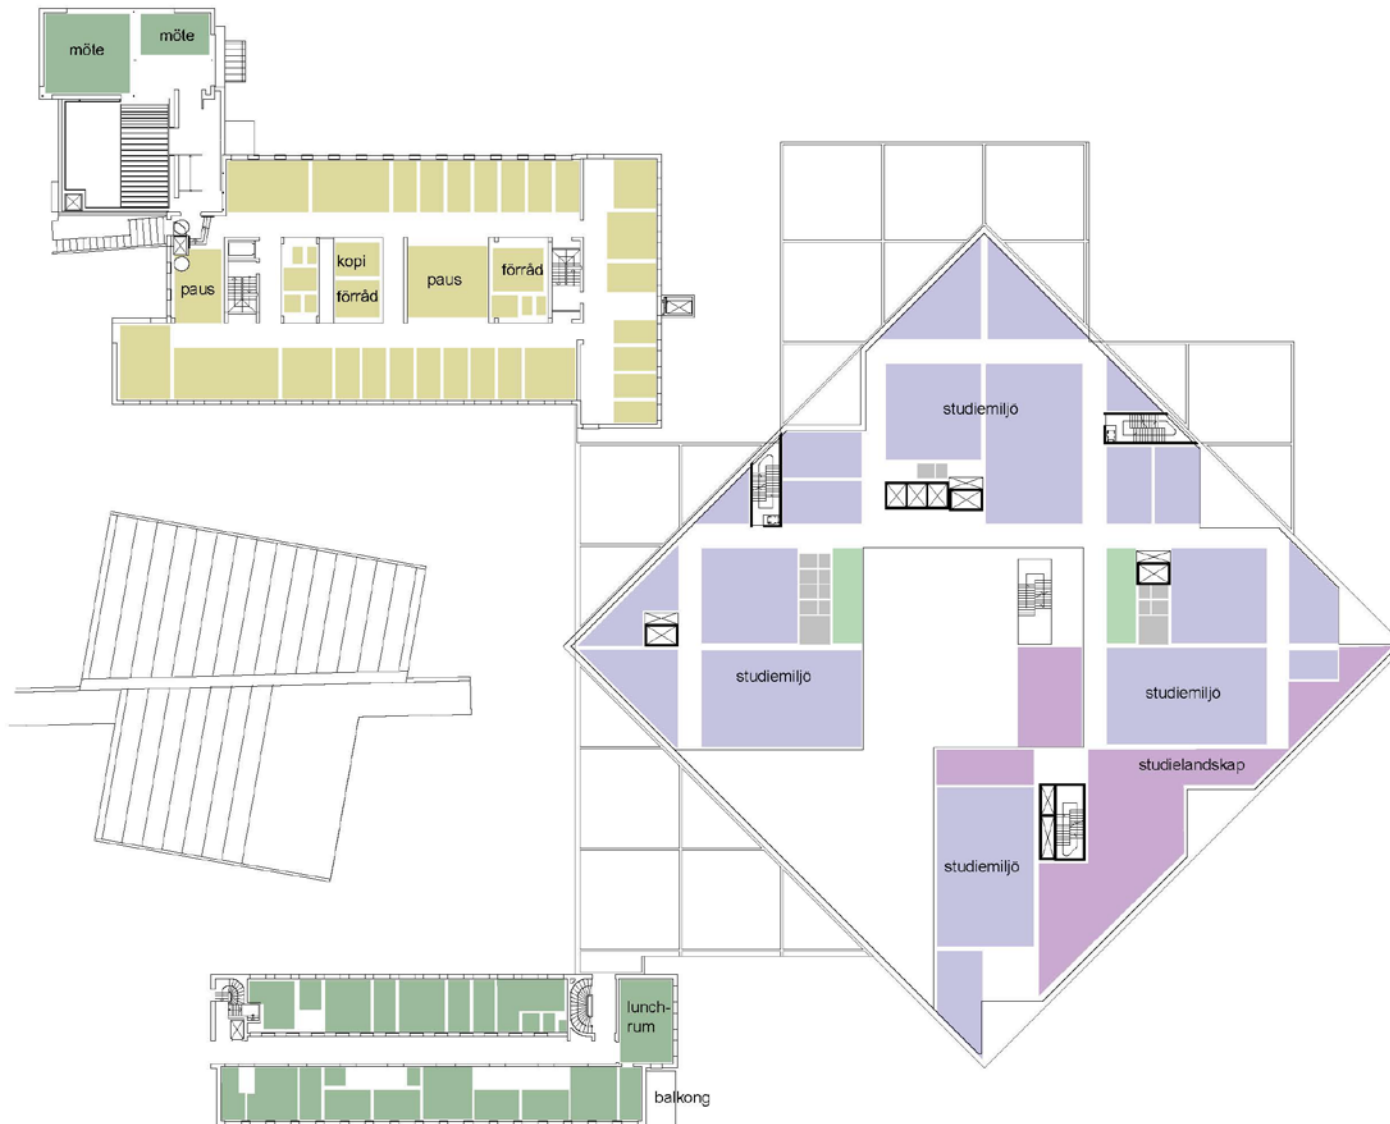 möte
möte
kopi
förråd
paus
paus
förråd
studiemiljö
studiemiljö
studiemiljö
studielandskap
studiemiljö
lunch-
rum
balkong